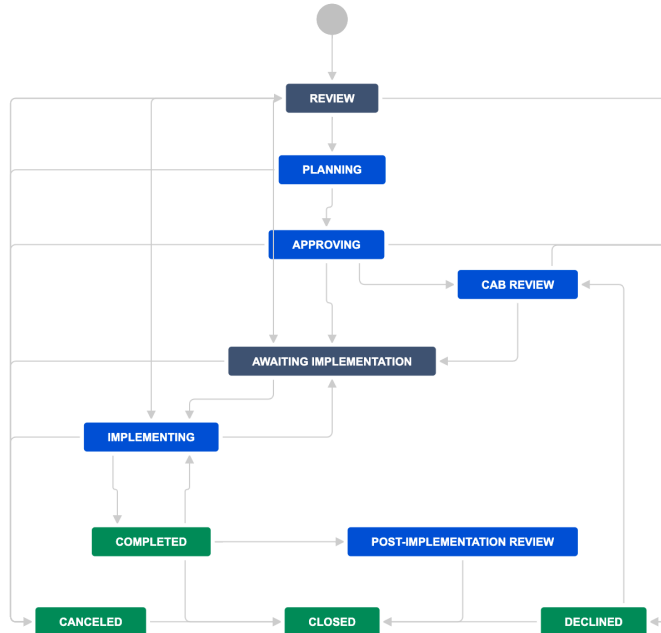 REVIEW
PLANNING
APPROVING
CAB REVIEW
AWAITING IMPLEMENTATION
IMPLEMENTING
COMPLETED
POST-IMPLEMENTATION REVIEW
CANCELED
CLOSED
DECLINED